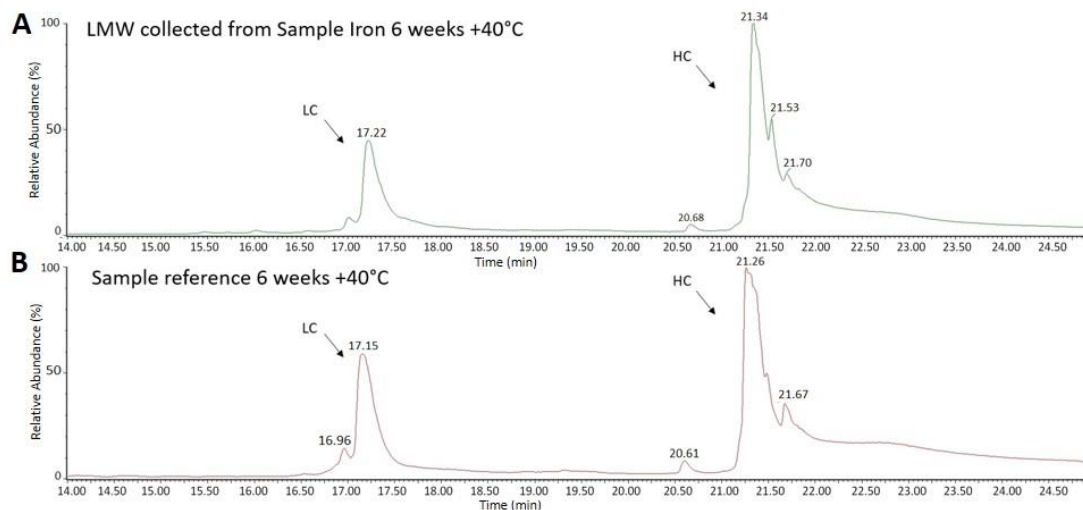 A
LMW collected from Sample Iron 6 weeks +40°C
Relative Abundance (%)
100
50
0
LC
17.22
20.68
HC
21.34
21.53
21.70
14.00 14.50 15.50 16.00 16.50 17.00 17.50 18.00 18.50 19.00 19.50 20.00 20.50 21.00 21.50 22.00 22.50 23.00 23.50 24.00 24.50
Time (min)
B
Sample reference 6 weeks +40°C
Relative Abundance (%)
100
50
0
LC
16.96
17.15
20.61
HC
21.26
21.67
14.00 14.50 15.00 15.50 16.00 16.50 17.00 17.50 18.00 18.50 19.00 19.50 20.00 20.50 21.00 21.50 22.00 22.50 23.00 23.50 24.00 24.50
Time (min)